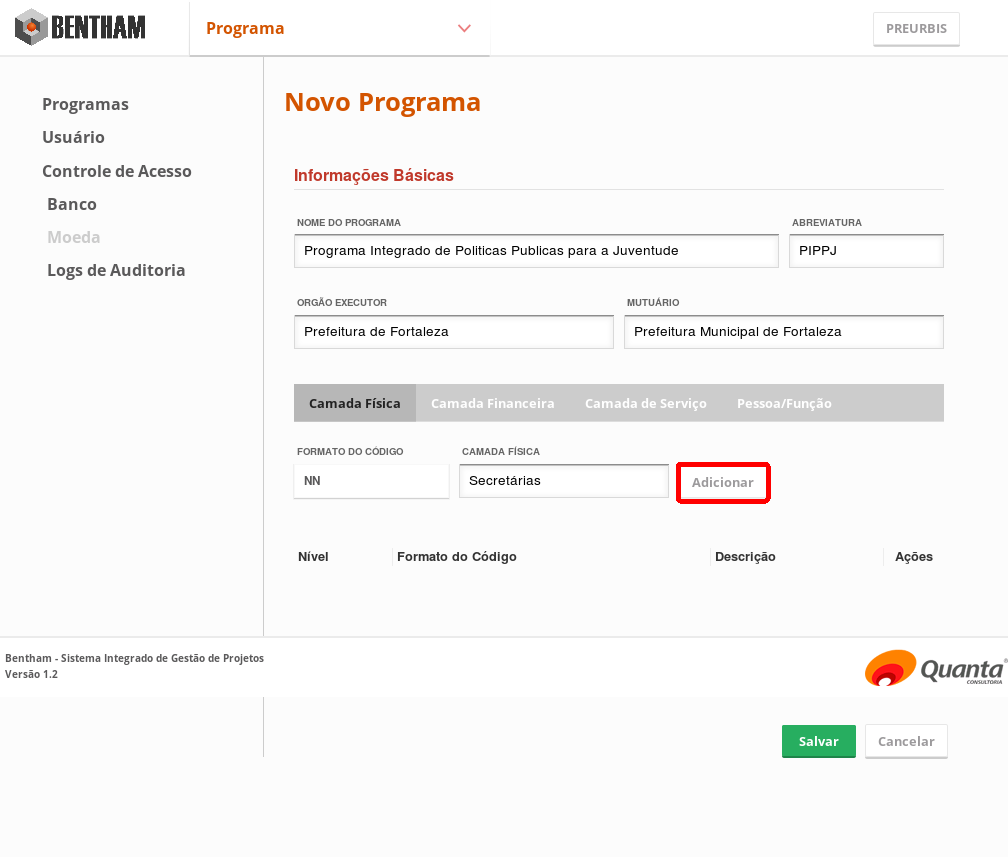 BENTHAM
Programa
PREURBIS
Programas
Usuário
Controle de Acesso
Banco
Moeda
Logs de Auditoria
Novo Programa
Informações Básicas
NOME DO PROGRAMA
ABREVIATURA
Programa Integrado de Politicas Publicas para a Juventude
PIPPJ
ORGÃO EXECUTOR
MUTUÁRIO
Prefeitura de Fortaleza
Prefeitura Municipal de Fortaleza
Camada Física Camada Financeira Camada de Serviço Pessoa/Função
FORMATO DO CÓDIGO
CAMADA FÍSICA
NN
Secretárias
Adicionar
Nível Formato do Código Descrição Ações
Bentham - Sistema Integrado de Gestão de Projetos
Versão 1.2
Quanta®
CONSULTORIA
Salvar
Cancelar